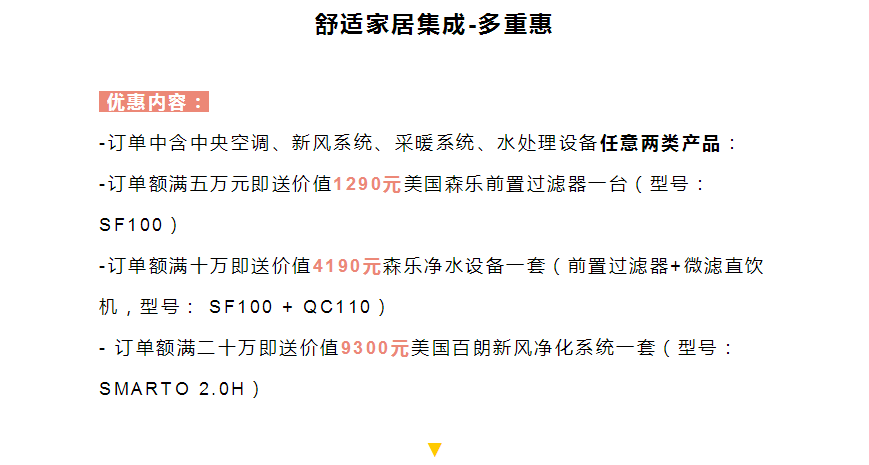 舒适家居集成-多重惠
优惠内容：
-订单中含中央空调、新风系统、采暖系统、水处理设备任意两类产品：
-订单额满五万元即送价值1290元美国森乐前置过滤器一台（型号：
SF100）
-订单额满十万即送价值4190元森乐净水设备一套（前置过滤器+微滤直饮
机，型号： SF100 + QC110）
- 订单额满二十万即送价值9300元美国百朗新风净化系统一套（型号：
SMARTO 2.0H）